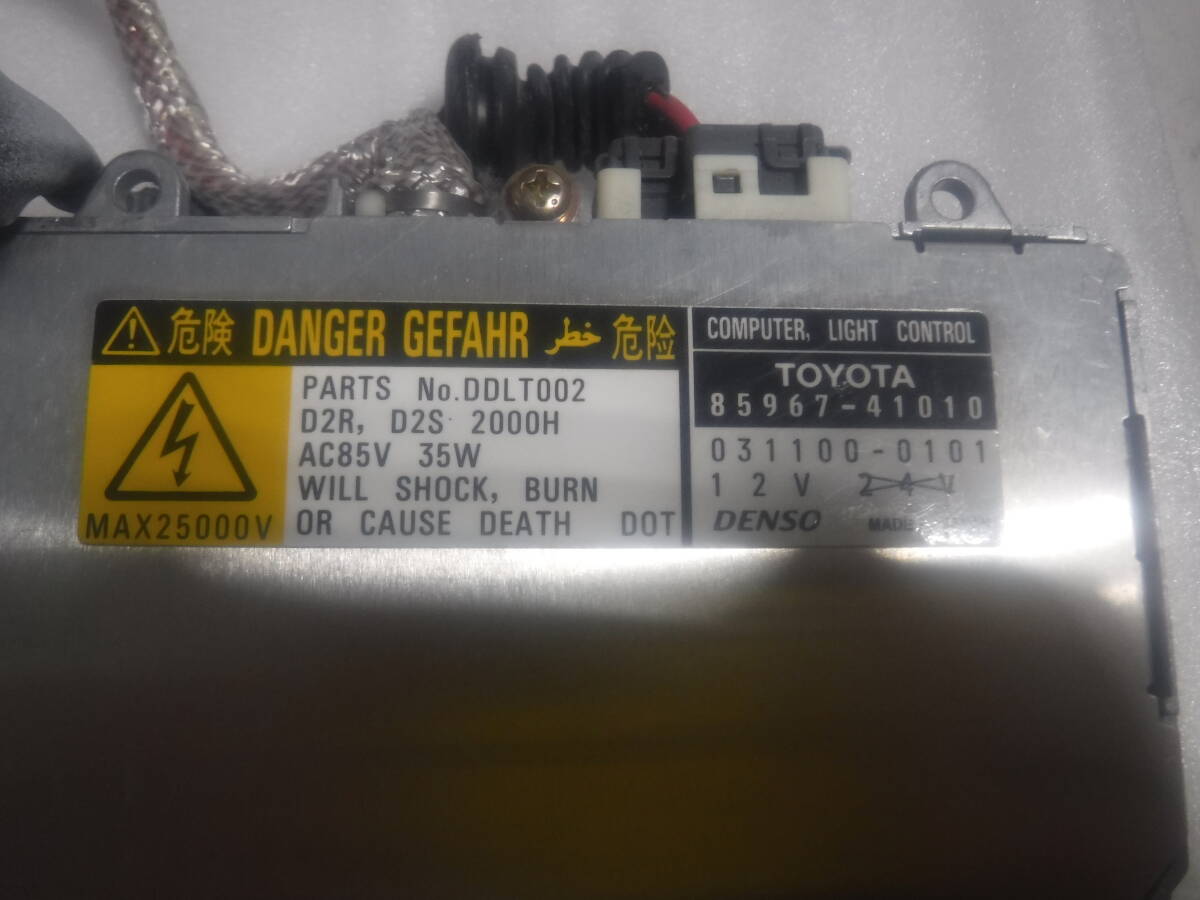 危険 DANGER GEFAHR خطر 危险
PARTS No.DDLT002
D2R, D2S 2000H
AC85V 35W
WILL SHOCK, BURN
OR CAUSE DEATH DOT
MAX25000V
COMPUTER, LIGHT CONTROL
TOYOTA
85967-41010
031100-0101
12V 24V
DENSO MADE